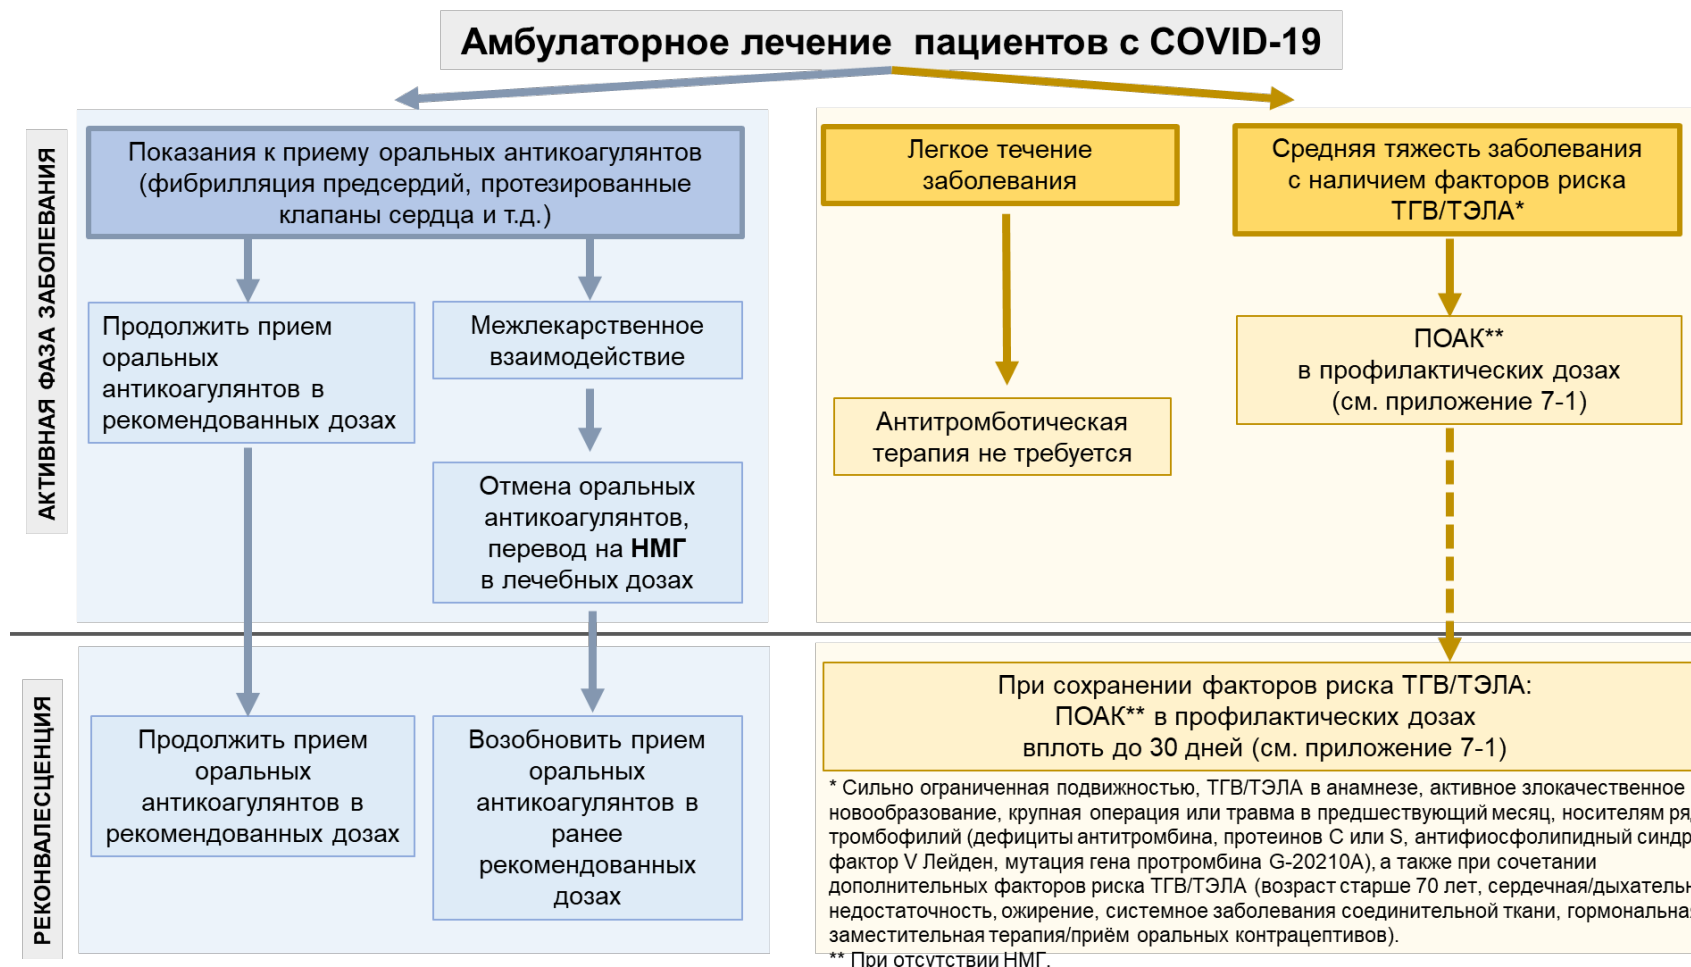 Амбулаторное лечение пациентов с COVID-19
АКТИВНАЯ ФАЗА ЗАБОЛЕВАНИЯ
Показания к приему оральных антикоагулянтов
(фибрилляция предсердий, протезированные
клапаны сердца и т.д.)
Продолжить прием
оральных
антикоагулянтов в
рекомендованных дозах
Межлекарственное
взаимодействие
Отмена оральных
антикоагулянтов,
перевод на НМГ
в лечебных дозах
Легкое течение
заболевания
Антитромботическая
терапия не требуется
Средняя тяжесть заболевания
с наличием факторов риска
ТГВ/ТЭЛА*
ПОАК**
в профилактических дозах
(см. приложение 7-1)
РЕКОНВАЛЕСЦЕНЦИЯ
Продолжить прием
оральных
антикоагулянтов в
рекомендованных дозах
Возобновить прием
оральных
антикоагулянтов в
ранее
рекомендованных
дозах
При сохранении факторов риска ТГВ/ТЭЛА:
ПОАК** в профилактических дозах
вплоть до 30 дней (см. приложение 7-1)
* Сильно ограниченная подвижностью, ТГВ/ТЭЛА в анамнезе, активное злокачественное
новообразование, крупная операция или травма в предшествующий месяц, носителям
тромбофилий (дефициты антитромбина, протеинов C или S, антифиосфолипидный
фактор V Лейден, мутация гена протромбина G-20210A), а также при сочетании
дополнительных факторов риска ТГВ/ТЭЛА (возраст старше 70 лет, сердечная/
недостаточность, ожирение, системное заболевания соединительной ткани,
заместительная терапия/приём оральных контрацептивов).
** При отсутствии НМГ.